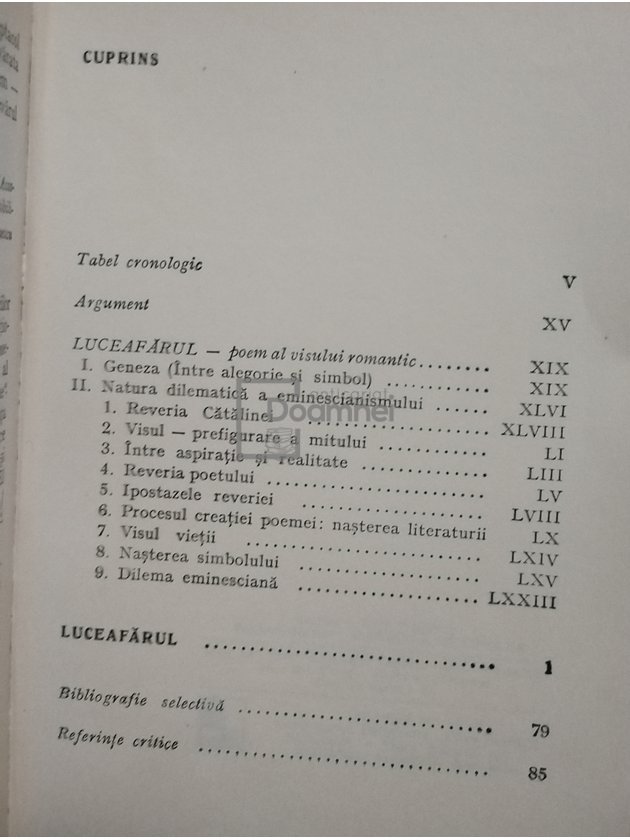 CUPRINS
Tabel cronologic V
Argument XV
LUCEAFĂRUL — poem al visului romantic ........ XIX
I. Geneza (Între alegorie și simbol) ........... XIX
II. Natura dilematică a eminescianismului ...... XLVI
1. Reveria Cătălinei .................... XLVIII
2. Visul — prefigurare a mitului ............ LI
3. Între aspirație și realitate .............. LIII
4. Reveria poetului ........................ LV
5. Ipostazele reveriei ...................... LVIII
6. Procesul creației poemei: nașterea literaturii LX
7. Visul vieții ........................... LXIV
8. Nașterea simbolului .................... LXV
9. Dilema eminesciană .................... LXXIII
LUCEAFĂRUL ................................ 1
Bibliografie selectivă ............................ 79
Referințe critice ................................ 85
Doamnei